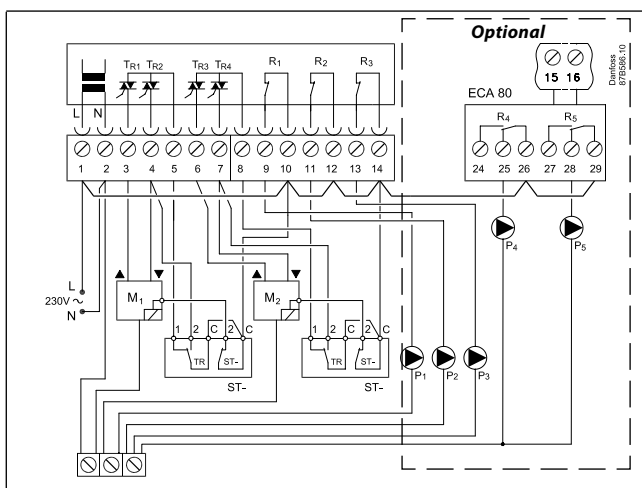 Optional
TR1 TR2 TR3 TR4 R1 R2 R3
15 16
Danfoss
87B586.10
ECA 80
L N
R4 R5
1 2 3 4 5 6 7 8 9 10 11 12 13 14
24 25 26 27 28 29
P4 P5
L
230V ~
N
M1 M2
1 2 C 2 C 1 2 C 2 C
TR ST- TR ST-
ST- ST-
P1 P2 P3